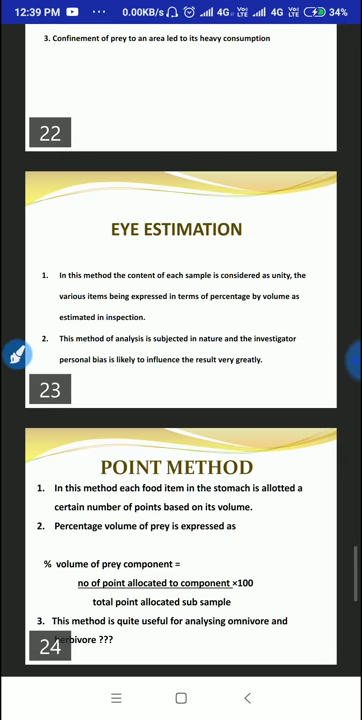 12:39 PM ... 0.00KB/s 4G VoLTE 4G VoLTE 34%
3. Confinement of prey to an area led to its heavy consumption
22
EYE ESTIMATION
1. In this method the content of each sample is considered as unity, the
various items being expressed in terms of percentage by volume as
estimated in inspection.
2. This method of analysis is subjected in nature and the investigator
personal bias is likely to influence the result very greatly.
23
POINT METHOD
1. In this method each food item in the stomach is allotted a
certain number of points based on its volume.
2. Percentage volume of prey is expressed as
% volume of prey component =
no of point allocated to component ×100
total point allocated sub sample
3. This method is quite useful for analysing omnivore and
herbivore ???
24